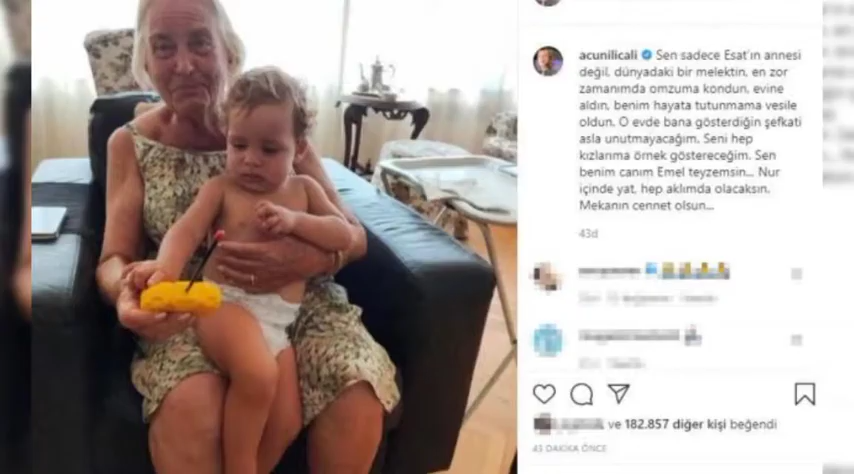 acunilicali Sen sadece Esat'ın annesi
değil, dünyadaki bir melektin, en zor
zamanımda omzuma kondun, evine
aldın, benim hayata tutunmama vesile
oldun. O evde bana gösterdiğin şefkati
asla unutmayacağım. Seni hep
kızlarıma örnek göstereceğim. Sen
benim canım Emel teyzemsin... Nur
içinde yat, hep aklımda olacaksın.
Mekanın cennet olsun...
43d
ve 182.857 diğer kişi beğendi
43 DAKİKA ÖNCE